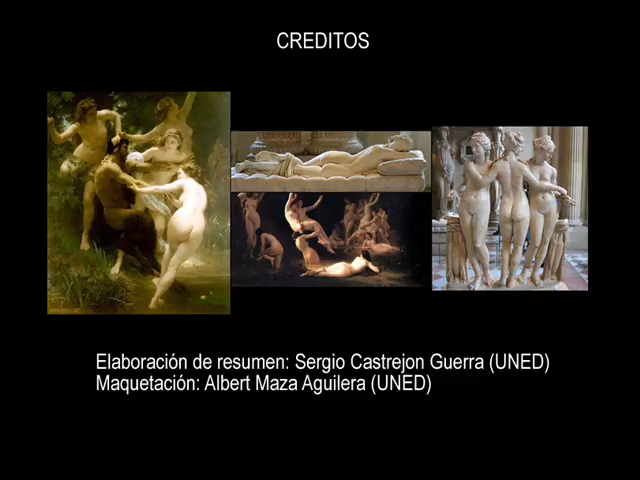 CREDITOS
Elaboración de resumen: Sergio Castrejon Guerra (UNED)
Maquetación: Albert Maza Aguilera (UNED)